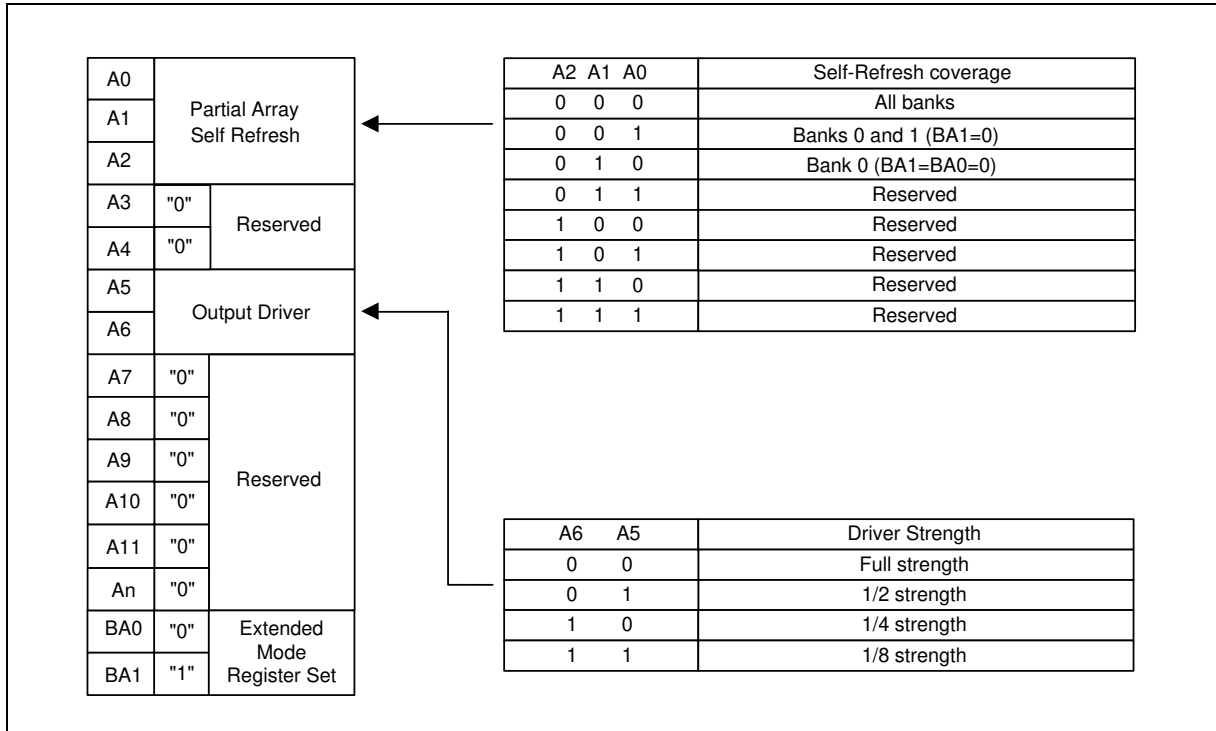 A0
Partial Array
Self Refresh
A1
A2
A3 "0"
Reserved
A4 "0"
A5
Output Driver
A6
A7 "0"
A8 "0"
A9 "0"
Reserved
A10 "0"
A11 "0"
An "0"
BA0 "0"
Extended
Mode
Register Set
BA1 "1"
A2 A1 A0 Self-Refresh coverage
0 0 0 All banks
0 0 1 Banks 0 and 1 (BA1=0)
0 1 0 Bank 0 (BA1=BA0=0)
0 1 1 Reserved
1 0 0 Reserved
1 0 1 Reserved
1 1 0 Reserved
1 1 1 Reserved
A6 A5 Driver Strength
0 0 Full strength
0 1 1/2 strength
1 0 1/4 strength
1 1 1/8 strength